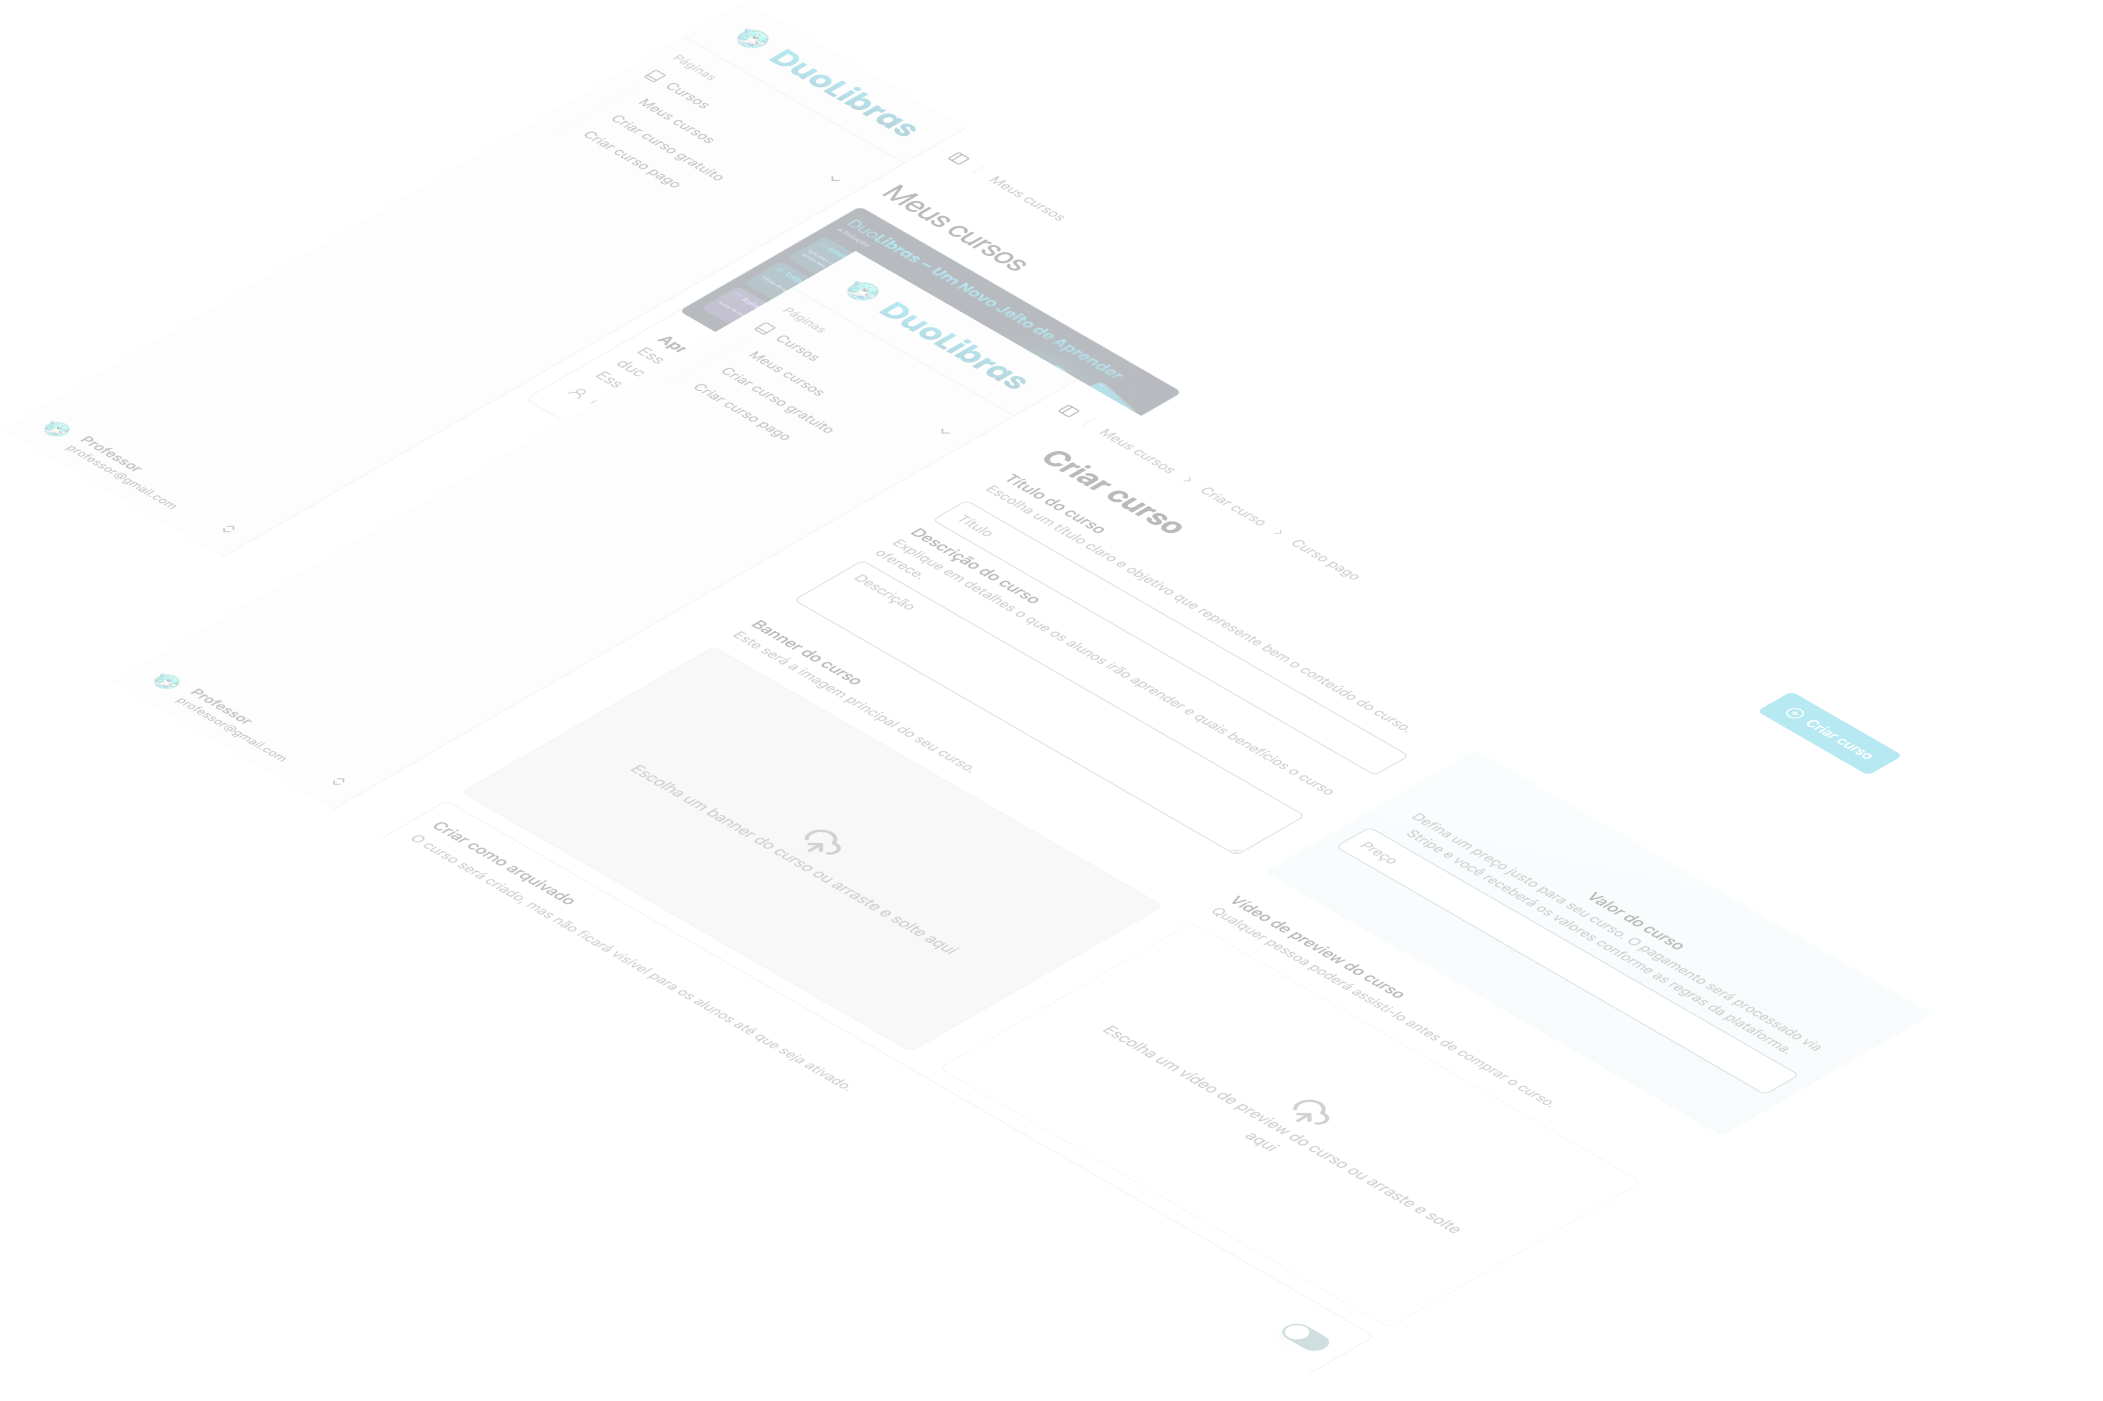 DuoLibras
Páginas
Cursos
Meus cursos
Criar curso gratuito
Criar curso pago
Professor
professor@gmail.com
Meus cursos
Meus cursos
DuoLibras – Um Novo Jeito de Aprender
A Solução
Apr
Ess
duc
Ess
Criar curso
DuoLibras
Páginas
Cursos
Meus cursos
Criar curso gratuito
Criar curso pago
Professor
professor@gmail.com
Meus cursos > Criar curso > Curso pago
Criar curso
Título do curso
Escolha um título claro e objetivo que represente bem o conteúdo do curso.
Título
Descrição do curso
Explique em detalhes o que os alunos irão aprender e quais benefícios o curso
oferece.
Descrição
Valor do curso
Defina um preço justo para seu curso. O pagamento será processado via
Stripe e você receberá os valores conforme as regras da plataforma.
Preço
Banner do curso
Este será a imagem principal do seu curso.
Escolha um banner do curso ou arraste e solte aqui
Vídeo de preview do curso
Qualquer pessoa poderá assisti-lo antes de comprar o curso.
Escolha um vídeo de preview do curso ou arraste e solte
aqui
Criar como arquivado
O curso será criado, mas não ficará visível para os alunos até que seja ativado.